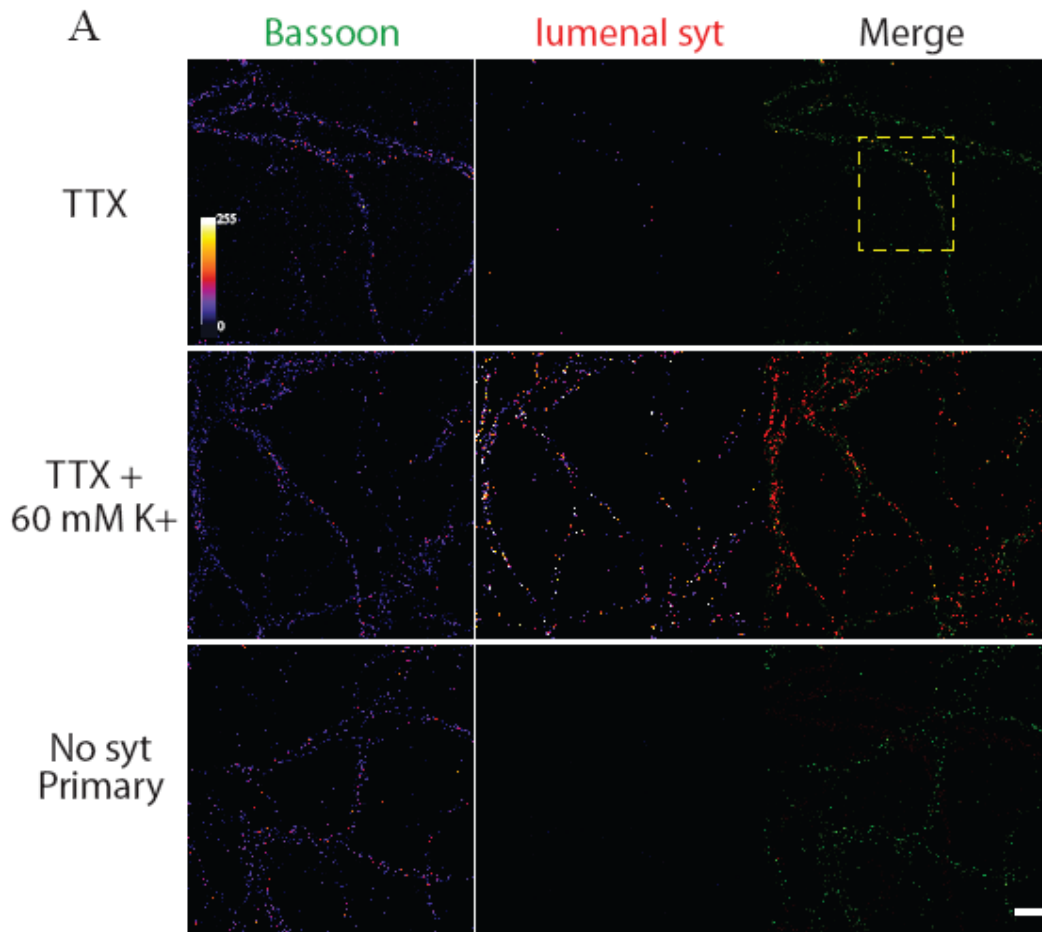 A
Bassoon lumenal syt Merge
TTX
255
0
TTX +
60 mM K+
No syt
Primary